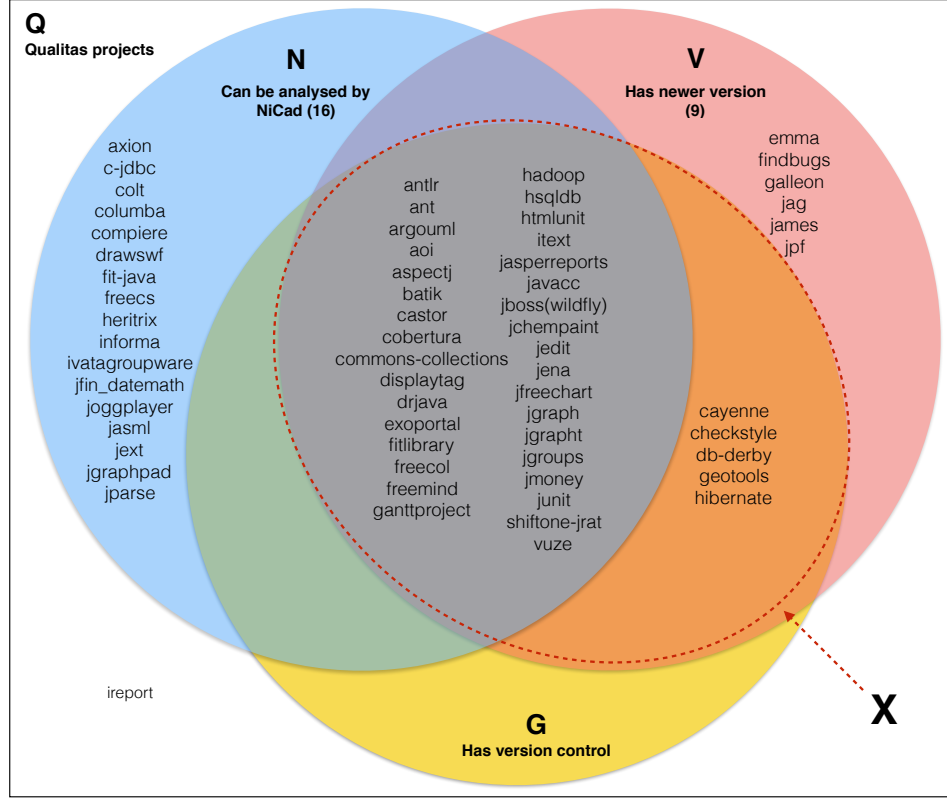 Q
Qualitas projects
N
Can be analysed by
NiCad (16)
V
Has newer version
(9)
axion
c-jdbc
colt
columba
compiere
drawswf
fit-java
freecs
heritrix
informa
ivatagroupware
jfin_datemath
joggplayer
jasml
jext
jgraphpad
jparse
antlr
ant
argouml
aoi
aspectj
batik
castor
cobertura
commons-collections
displaytag
drjava
exoportal
fitlibrary
freecol
freemind
ganttproject
hadoop
hsqldb
htmlunit
itext
jasperreports
javacc
jboss(wildfly)
jchempaint
jedit
jena
jfreechart
jgraph
jgrapht
jgroups
jmoney
junit
shiftone-jrat
vuze
emma
findbugs
galleon
jag
james
jpf
cayenne
checkstyle
db-derby
geotools
hibernate
ireport
G
Has version control
X